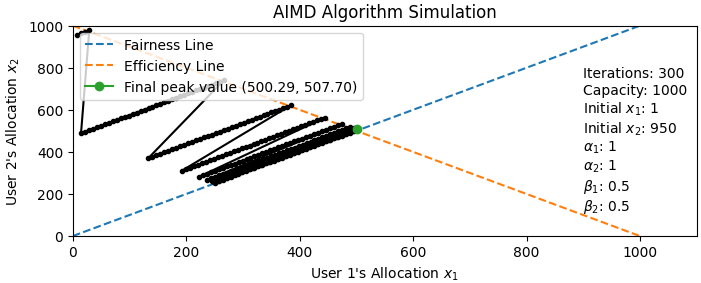 AIMD Algorithm Simulation
1000
800
600
400
200
0
User 2's Allocation x₂
Fairness Line
Efficiency Line
Final peak value (500.29, 507.70)
Iterations: 300
Capacity: 1000
Initial x₁: 1
Initial x₂: 950
α₁: 1
α₂: 1
β₁: 0.5
β₂: 0.5
0 200 400 600 800 1000
User 1's Allocation x₁